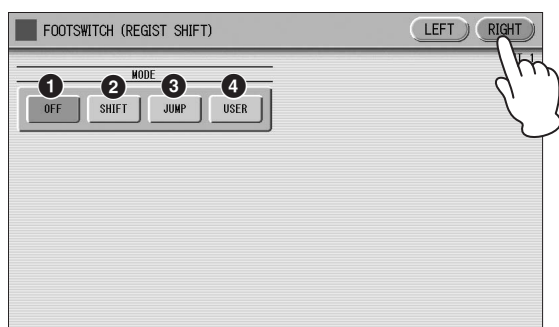 FOOTSWITCH (REGIST SHIFT) LEFT RIGHT
MODE
1 2 3 4
OFF SHIFT JUMP USER